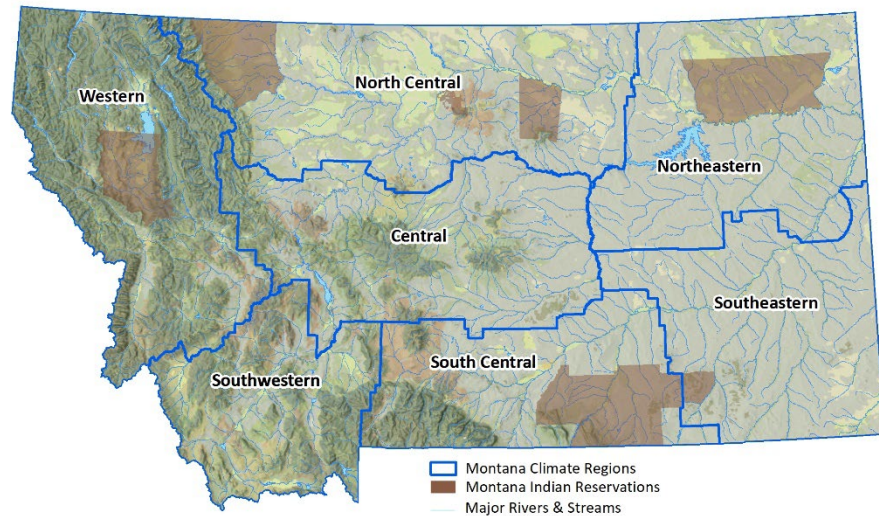 Western
North Central
Northeastern
Central
Southeastern
South Central
Southwestern
Montana Climate Regions
Montana Indian Reservations
Major Rivers & Streams